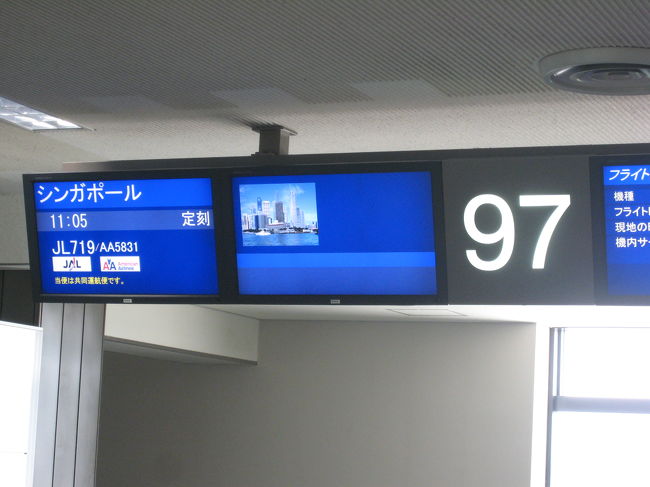 シンガポール
11:05 定刻
JL719/AA5831
JAL AA American Airlines
当便は共同運航便です。
97
フライト
機種
フライト
現地の
機内サ